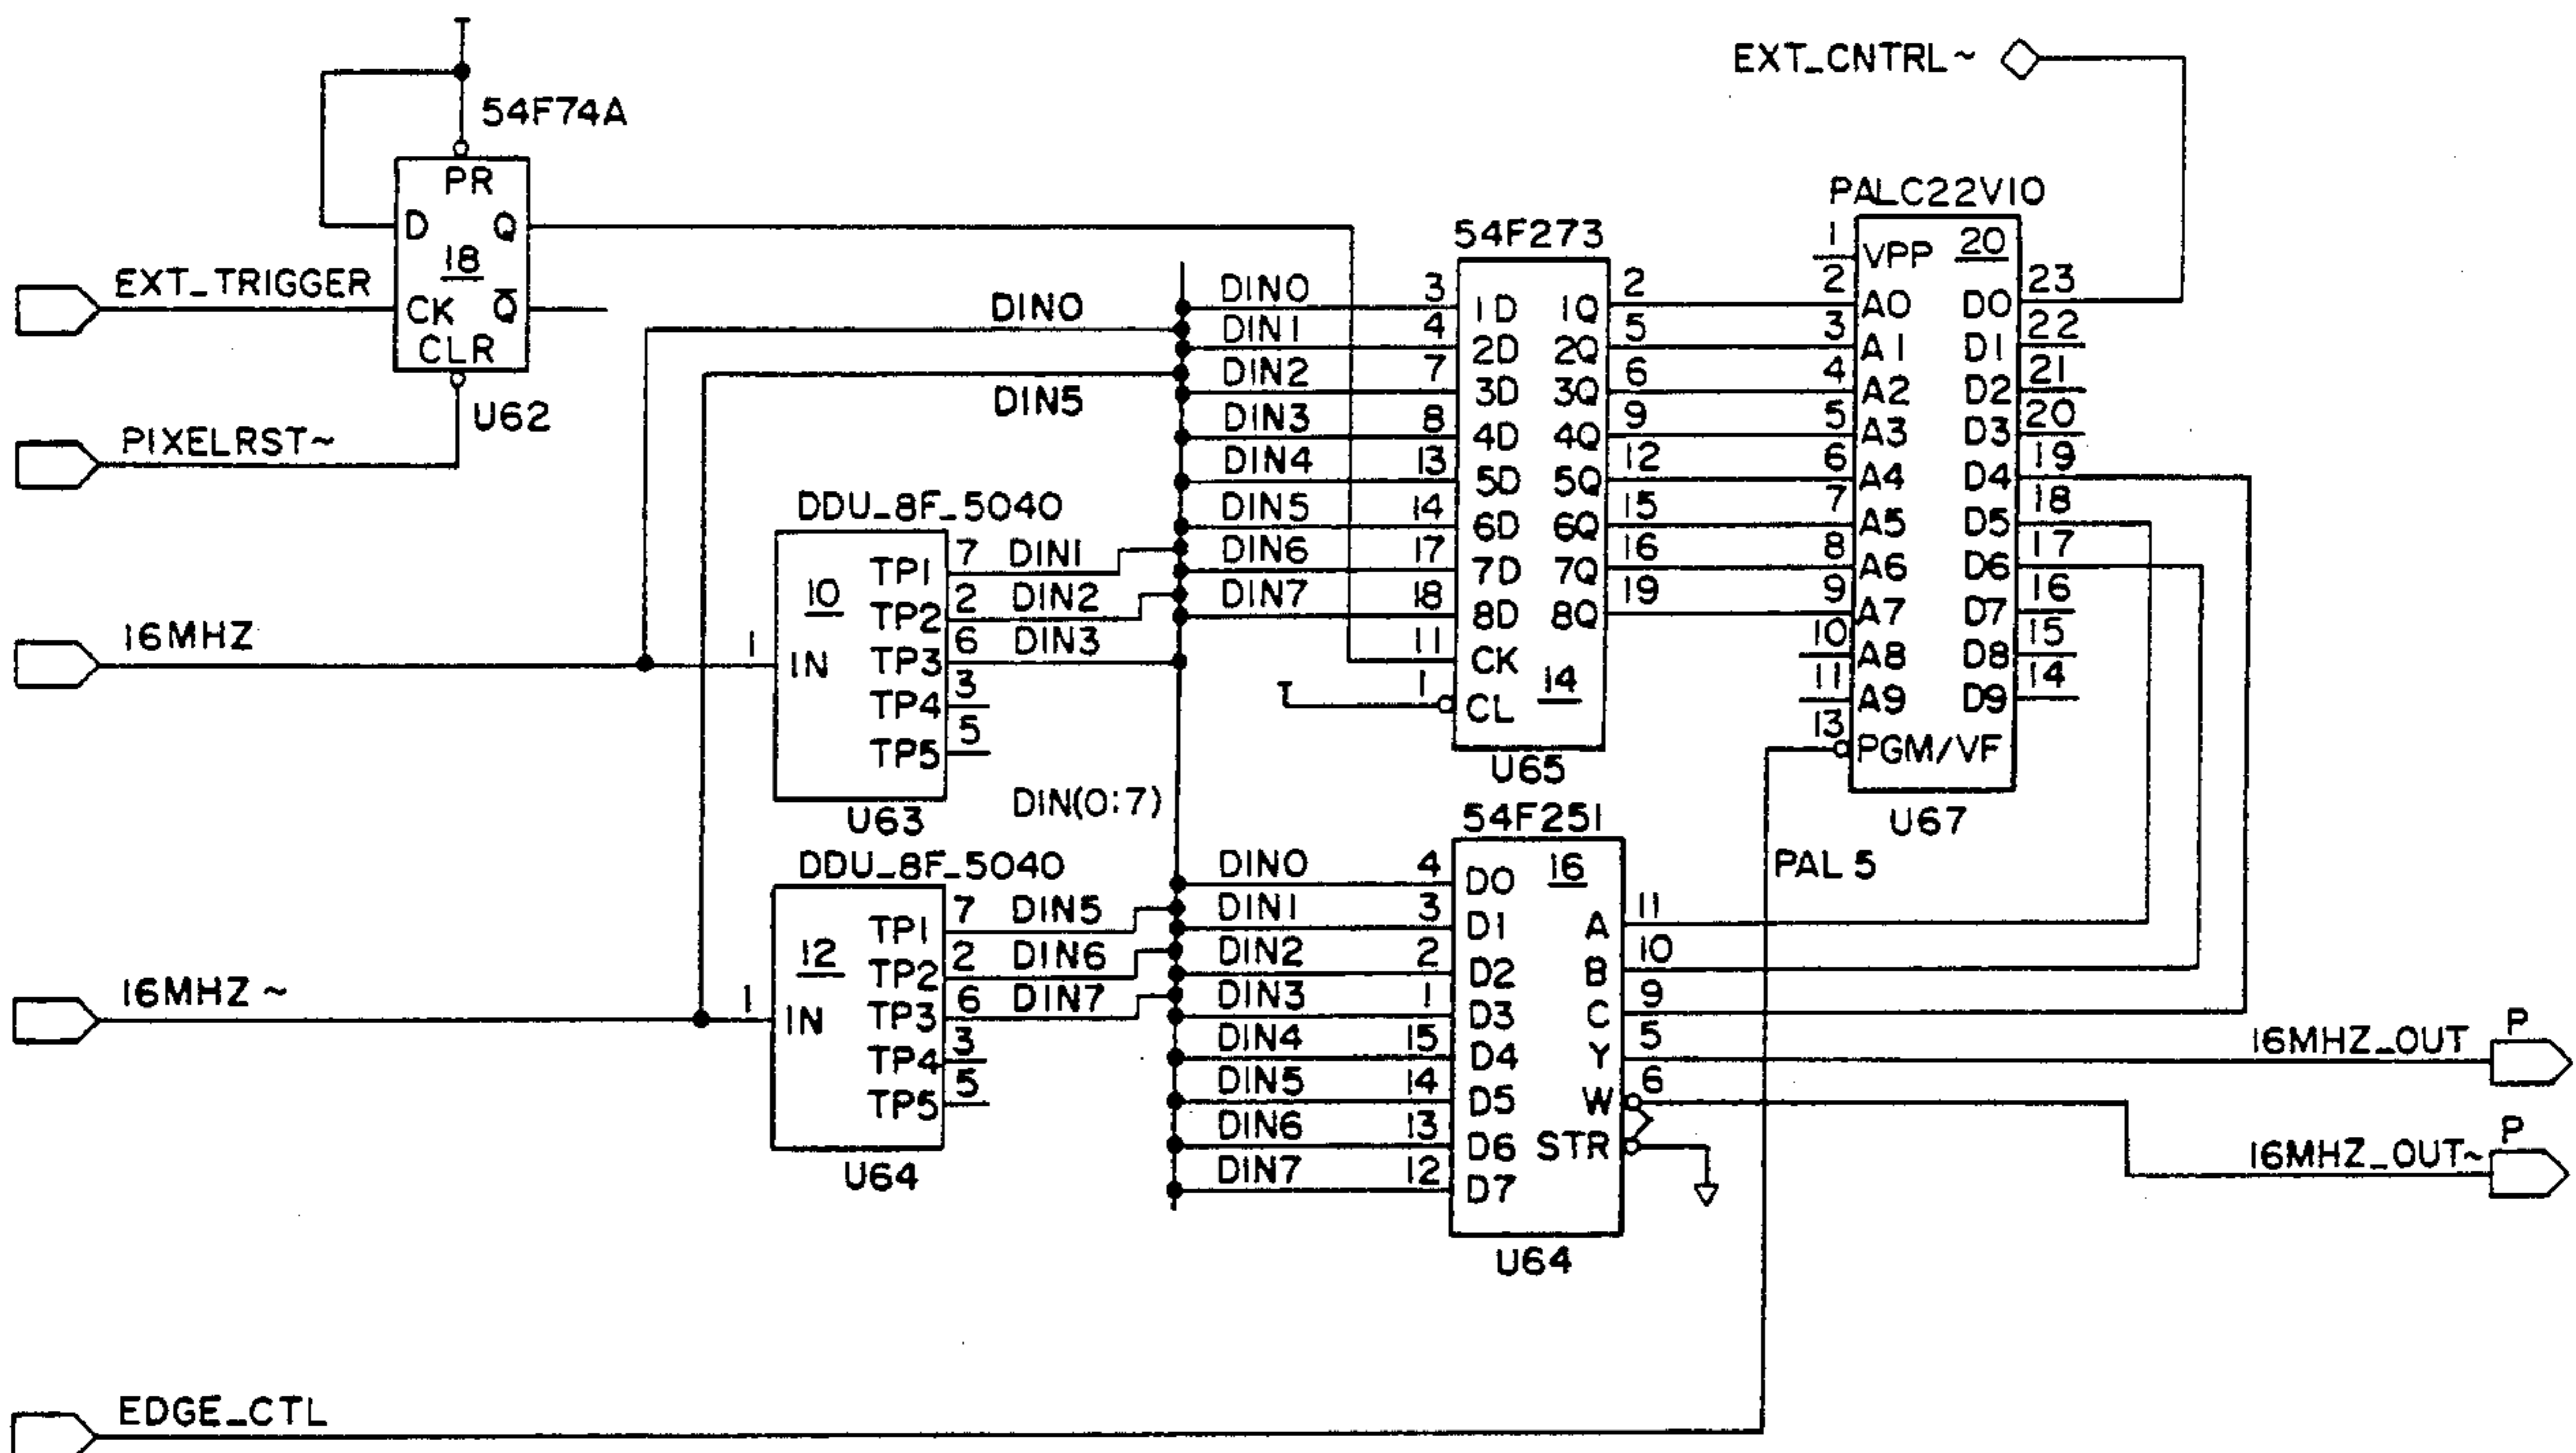 EXT_CNTRL~
54F74A
PR
D Q
18
CK Q̅
CLR
U62
EXT_TRIGGER
PIXELRST~
16MHZ
16MHZ~
EDGE_CTL
DIN0
DIN5
DDU_8F_5040
10
1 IN
TP1 7 DIN1
TP2 2 DIN2
TP3 6 DIN3
TP4 3
TP5 5
U63
DIN(0:7)
DDU_8F_5040
12
1 IN
TP1 7 DIN5
TP2 2 DIN6
TP3 6 DIN7
TP4 3
TP5 5
U64
54F273
DIN0 3 1D 1Q 2
DIN1 4 2D 2Q 5
DIN2 7 3D 3Q 6
DIN3 8 4D 4Q 9
DIN4 13 5D 5Q 12
DIN5 14 6D 6Q 15
DIN6 17 7D 7Q 16
DIN7 18 8D 8Q 19
11 CK
1 CL 14
U65
PALC22V10
1 VPP 20
2 A0 D0 23
3 A1 D1 22
4 A2 D2 21
5 A3 D3 20
6 A4 D4 19
7 A5 D5 18
8 A6 D6 17
9 A7 D7 16
10 A8 D8 15
11 A9 D9 14
13 PGM/VF
U67
PAL 5
54F251
DIN0 4 D0 16
DIN1 3 D1 A 11
DIN2 2 D2 B 10
DIN3 1 D3 C 9
DIN4 15 D4 Y 5
DIN5 14 D5 W 6
DIN6 13 D6 STR
DIN7 12 D7
U64
16MHZ_OUT P
16MHZ_OUT~ P